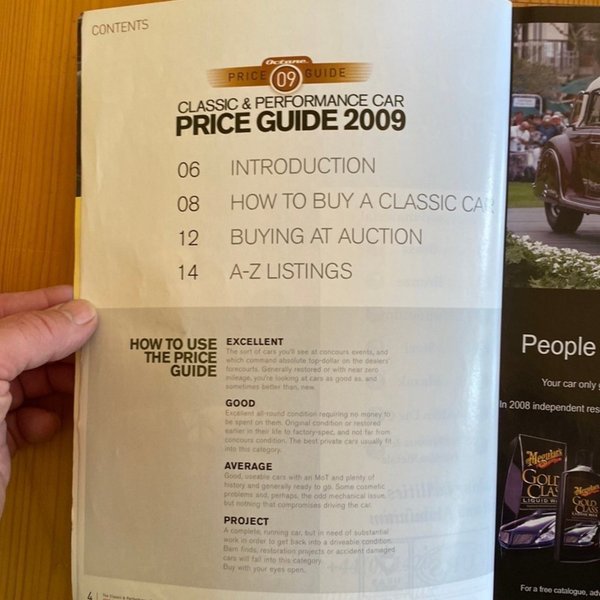 CONTENTS
Octane
PRICE 09 GUIDE
CLASSIC & PERFORMANCE CAR
PRICE GUIDE 2009
06 INTRODUCTION
08 HOW TO BUY A CLASSIC CAR
12 BUYING AT AUCTION
14 A-Z LISTINGS
HOW TO USE
THE PRICE
GUIDE
EXCELLENT
The sort of cars you'll see at concours events, and
which command absolute top-dollar on the dealers'
forecourts. Generally restored or with near zero
mileage, you're looking at cars as good as, and
sometimes better than, new.
GOOD
Excellent all-round condition requiring no money to
be spent on them. Original condition or restored
earlier in their life to factory-spec, and not far from
concours condition. The best private cars usually fit
into this category.
AVERAGE
Good, useable cars with an MoT and plenty of
history and generally ready to go. Some cosmetic
problems and, perhaps, the odd mechanical issue,
but nothing that compromises driving the car.
PROJECT
A complete, running car, but in need of substantial
work in order to get back into a driveable condition.
Barn finds, restoration projects or accident damaged
cars will fall into this category.
Buy with your eyes open.
4
People
Your car only
In 2008 independent res
Meguiar's
GOLD
CLASS
LIQUID
Meguiar's
GOLD
CLASS
For a free catalogue, adv